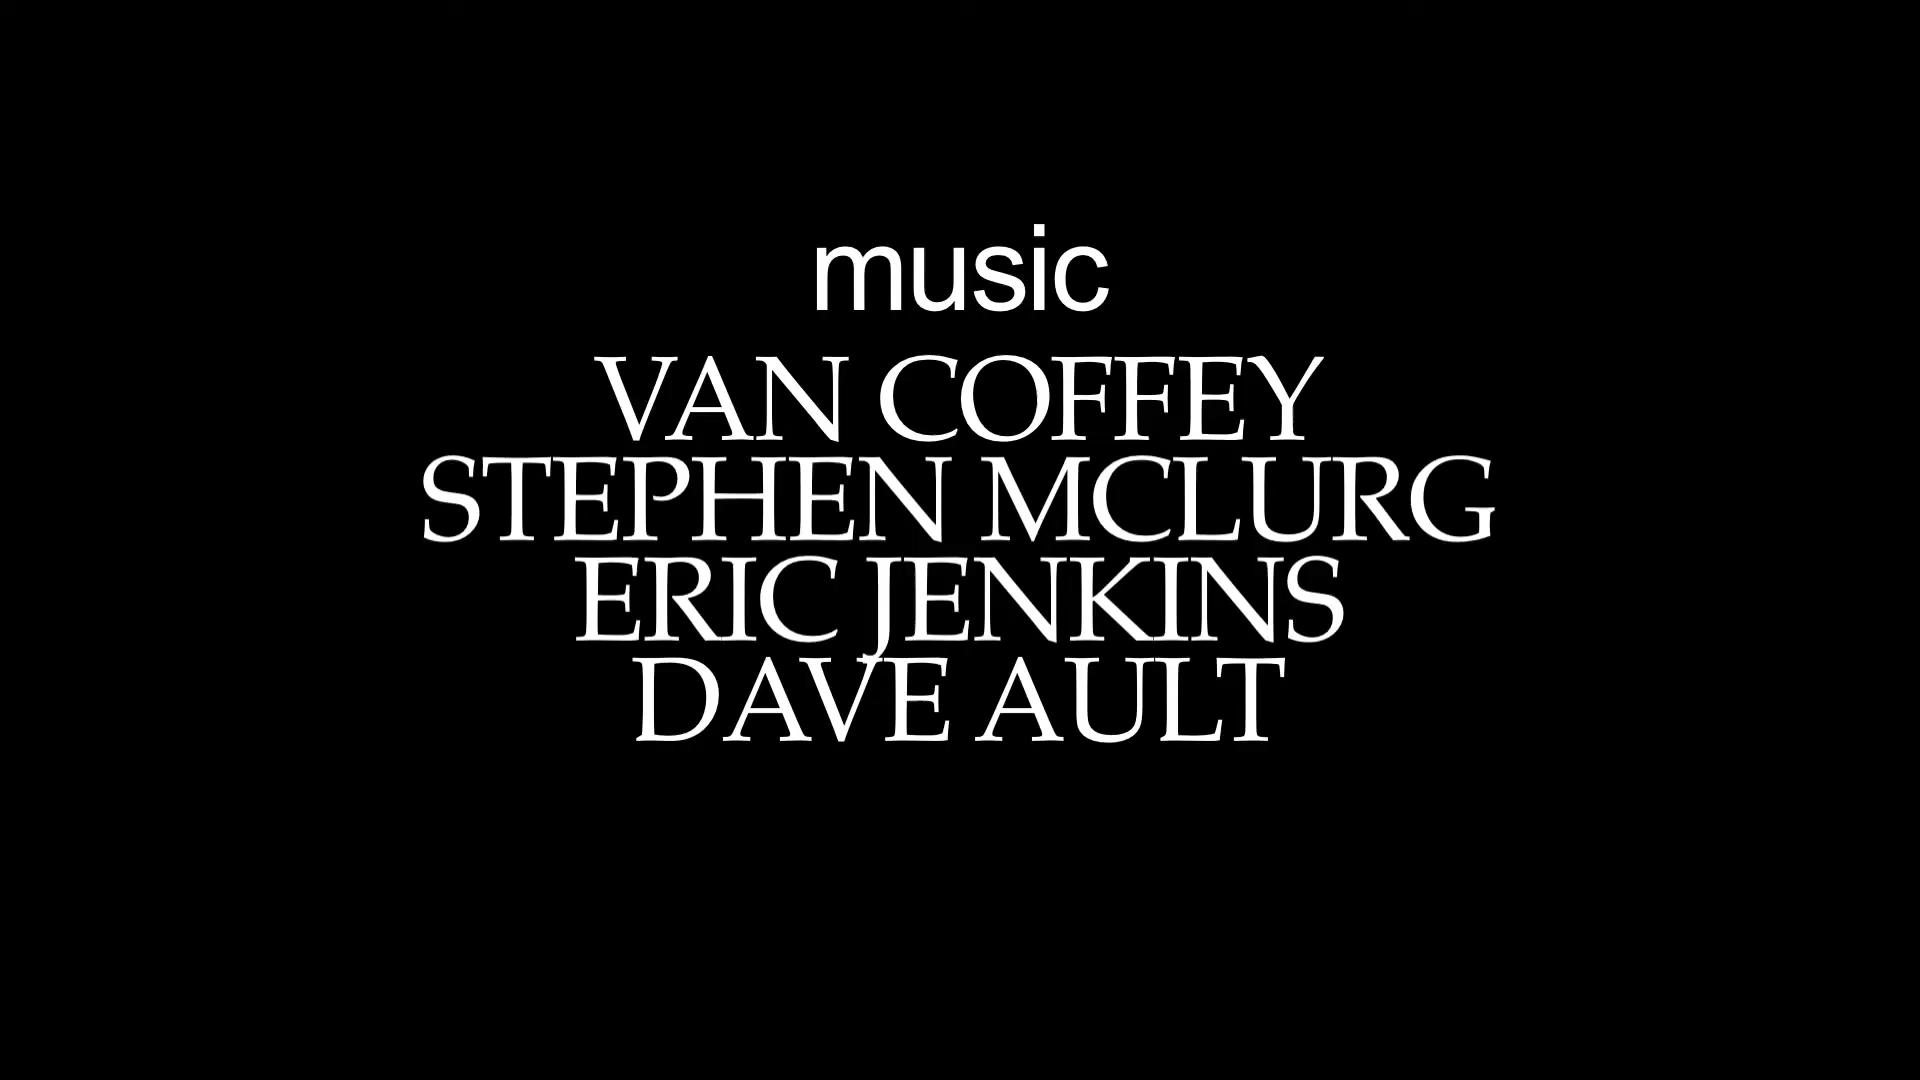 music
VAN COFFEY
STEPHEN MCLURG
ERIC JENKINS
DAVE AULT